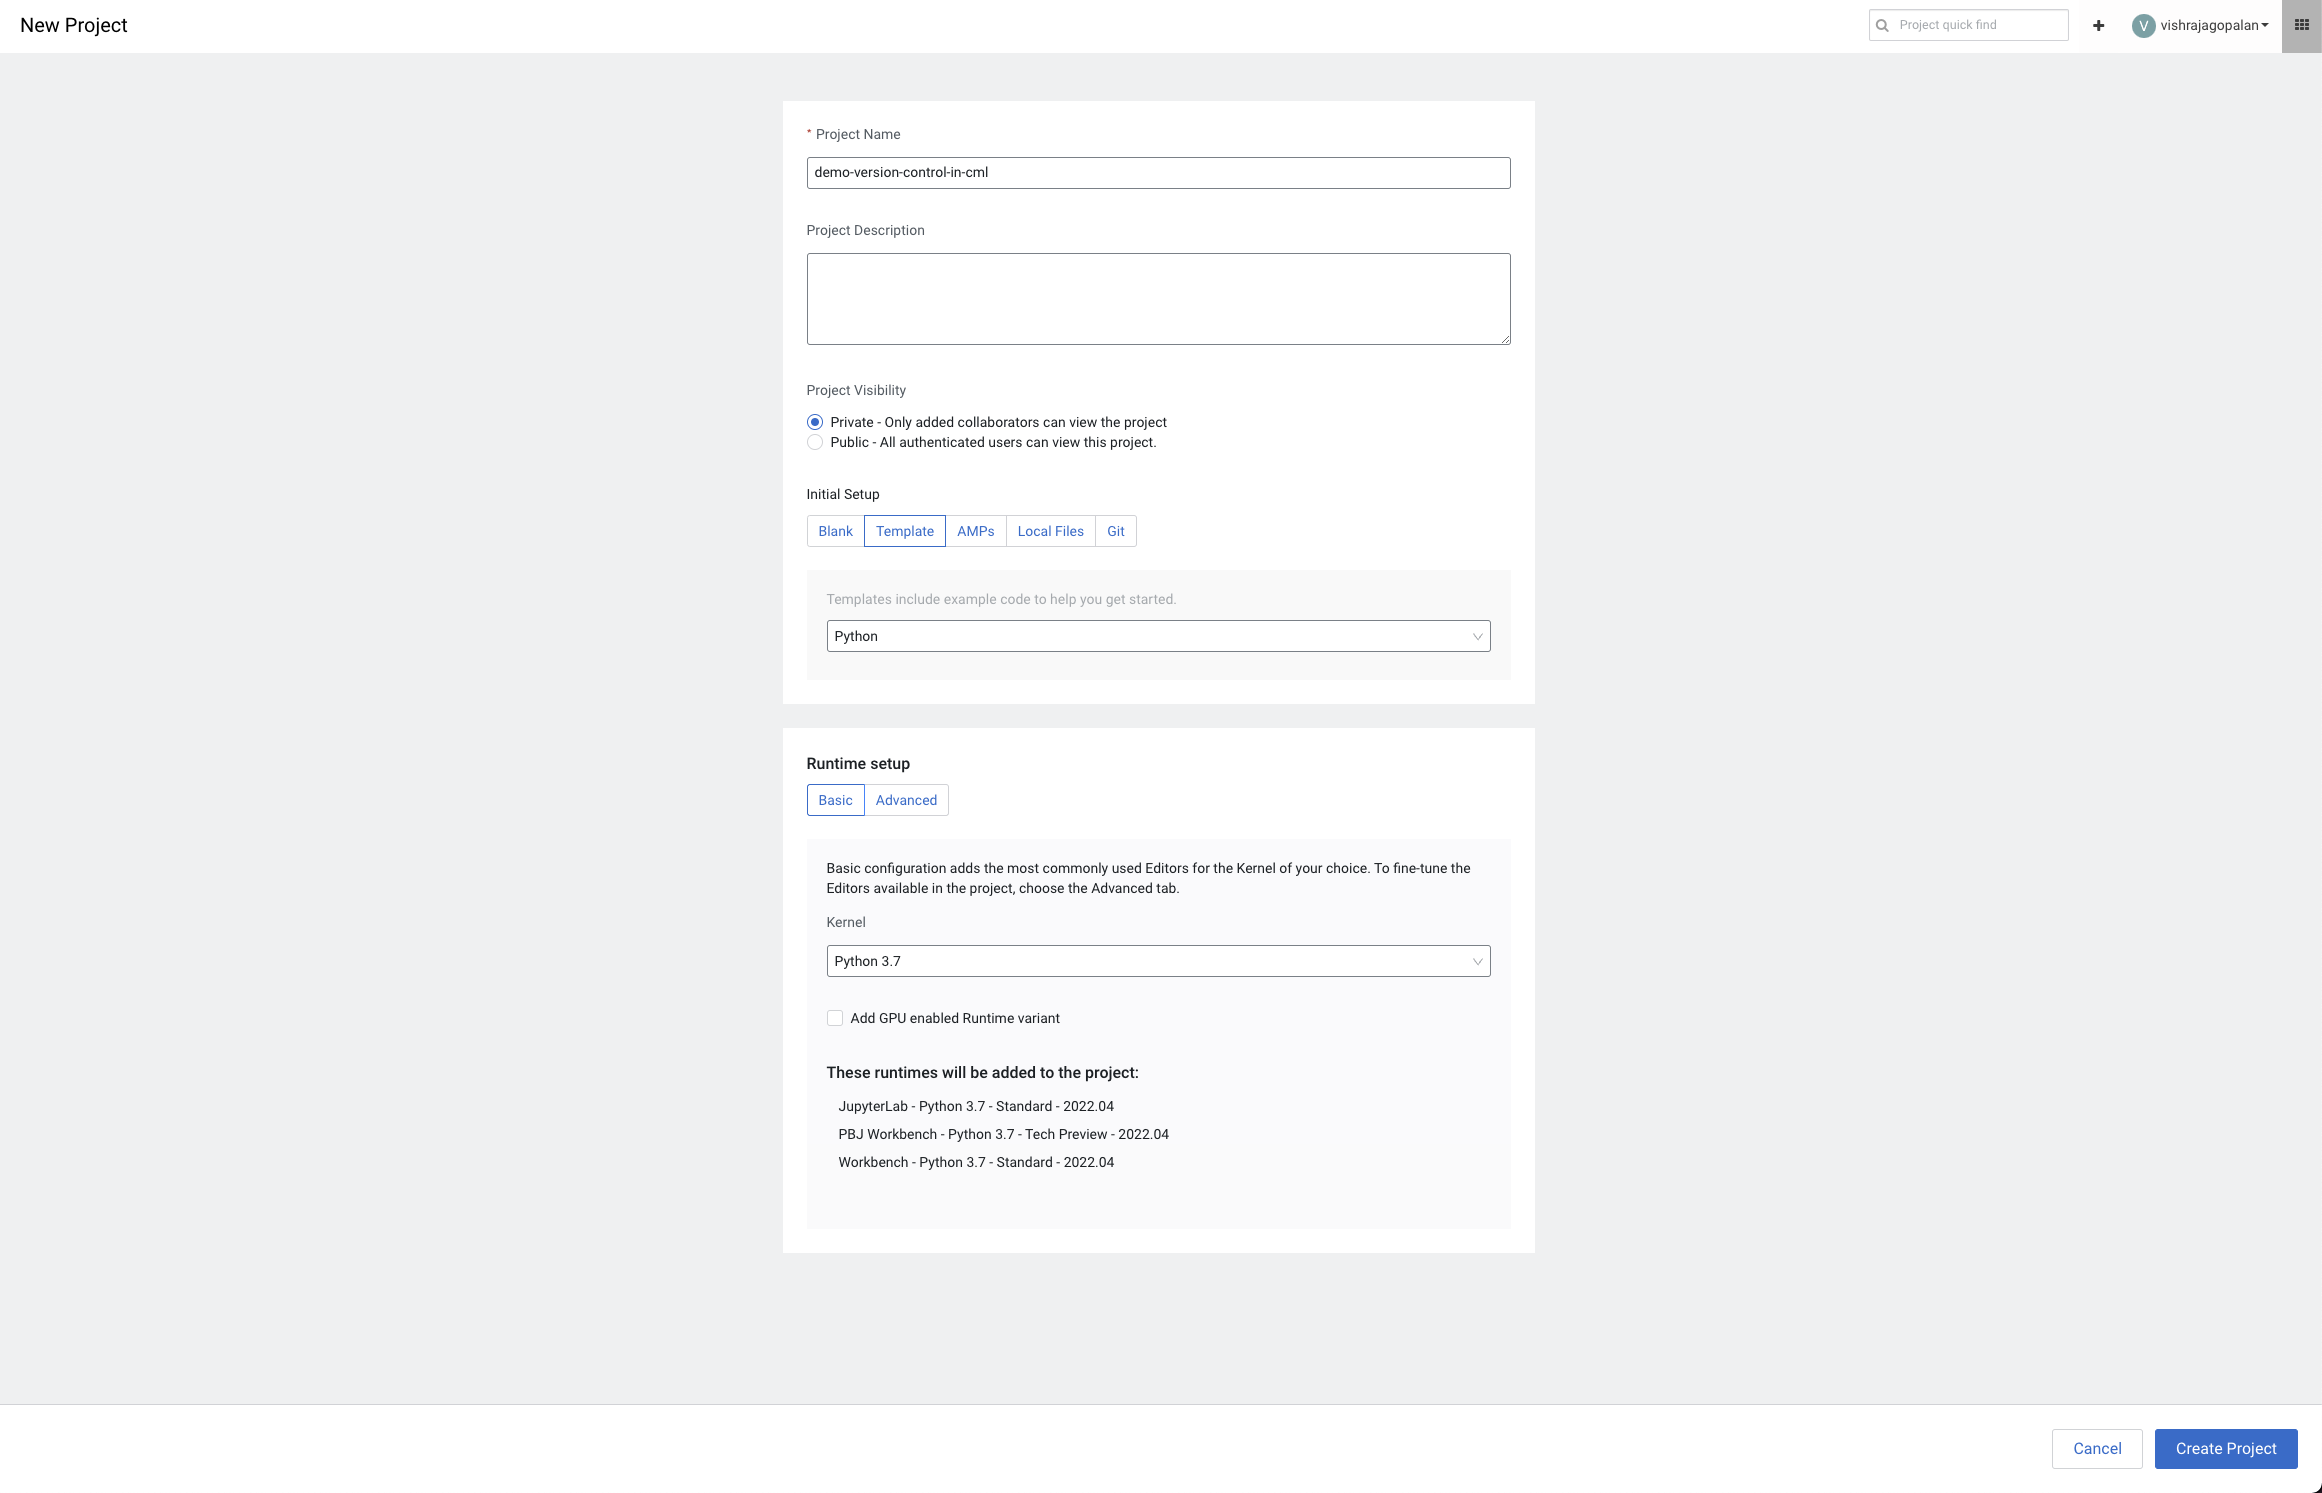 New Project
Project quick find
+
V
vishrajagopalan
* Project Name
demo-version-control-in-cml
Project Description
Project Visibility
Private - Only added collaborators can view the project
Public - All authenticated users can view this project.
Initial Setup
Blank
Template
AMPs
Local Files
Git
Templates include example code to help you get started.
Python
Runtime setup
Basic
Advanced
Basic configuration adds the most commonly used Editors for the Kernel of your choice. To fine-tune the
Editors available in the project, choose the Advanced tab.
Kernel
Python 3.7
Add GPU enabled Runtime variant
These runtimes will be added to the project:
JupyterLab - Python 3.7 - Standard - 2022.04
PBJ Workbench - Python 3.7 - Tech Preview - 2022.04
Workbench - Python 3.7 - Standard - 2022.04
Cancel
Create Project